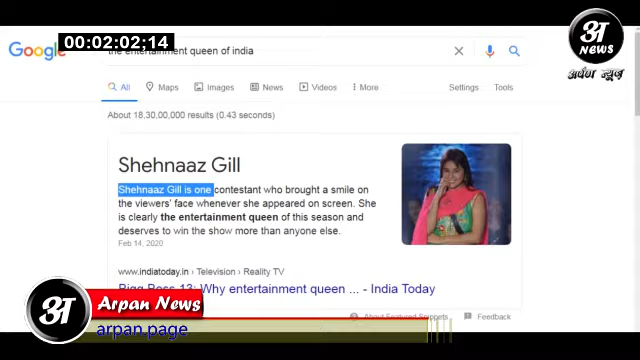 Google
00:02:02;14
the entertainment queen of india
All Maps Images News Videos More Settings Tools
About 18,30,00,000 results (0.43 seconds)
Shehnaaz Gill
Shehnaaz Gill is one contestant who brought a smile on
the viewers' face whenever she appeared on screen. She
is clearly the entertainment queen of this season and
deserves to win the show more than anyone else.
Feb 14, 2020
www.indiatoday.in › Television › Reality TV
Bigg Boss 13: Why entertainment queen ... - India Today
About Featured Snippets Feedback
अ
NEWS
अर्पण न्यूज़
अ
Arpan News
arpan.page